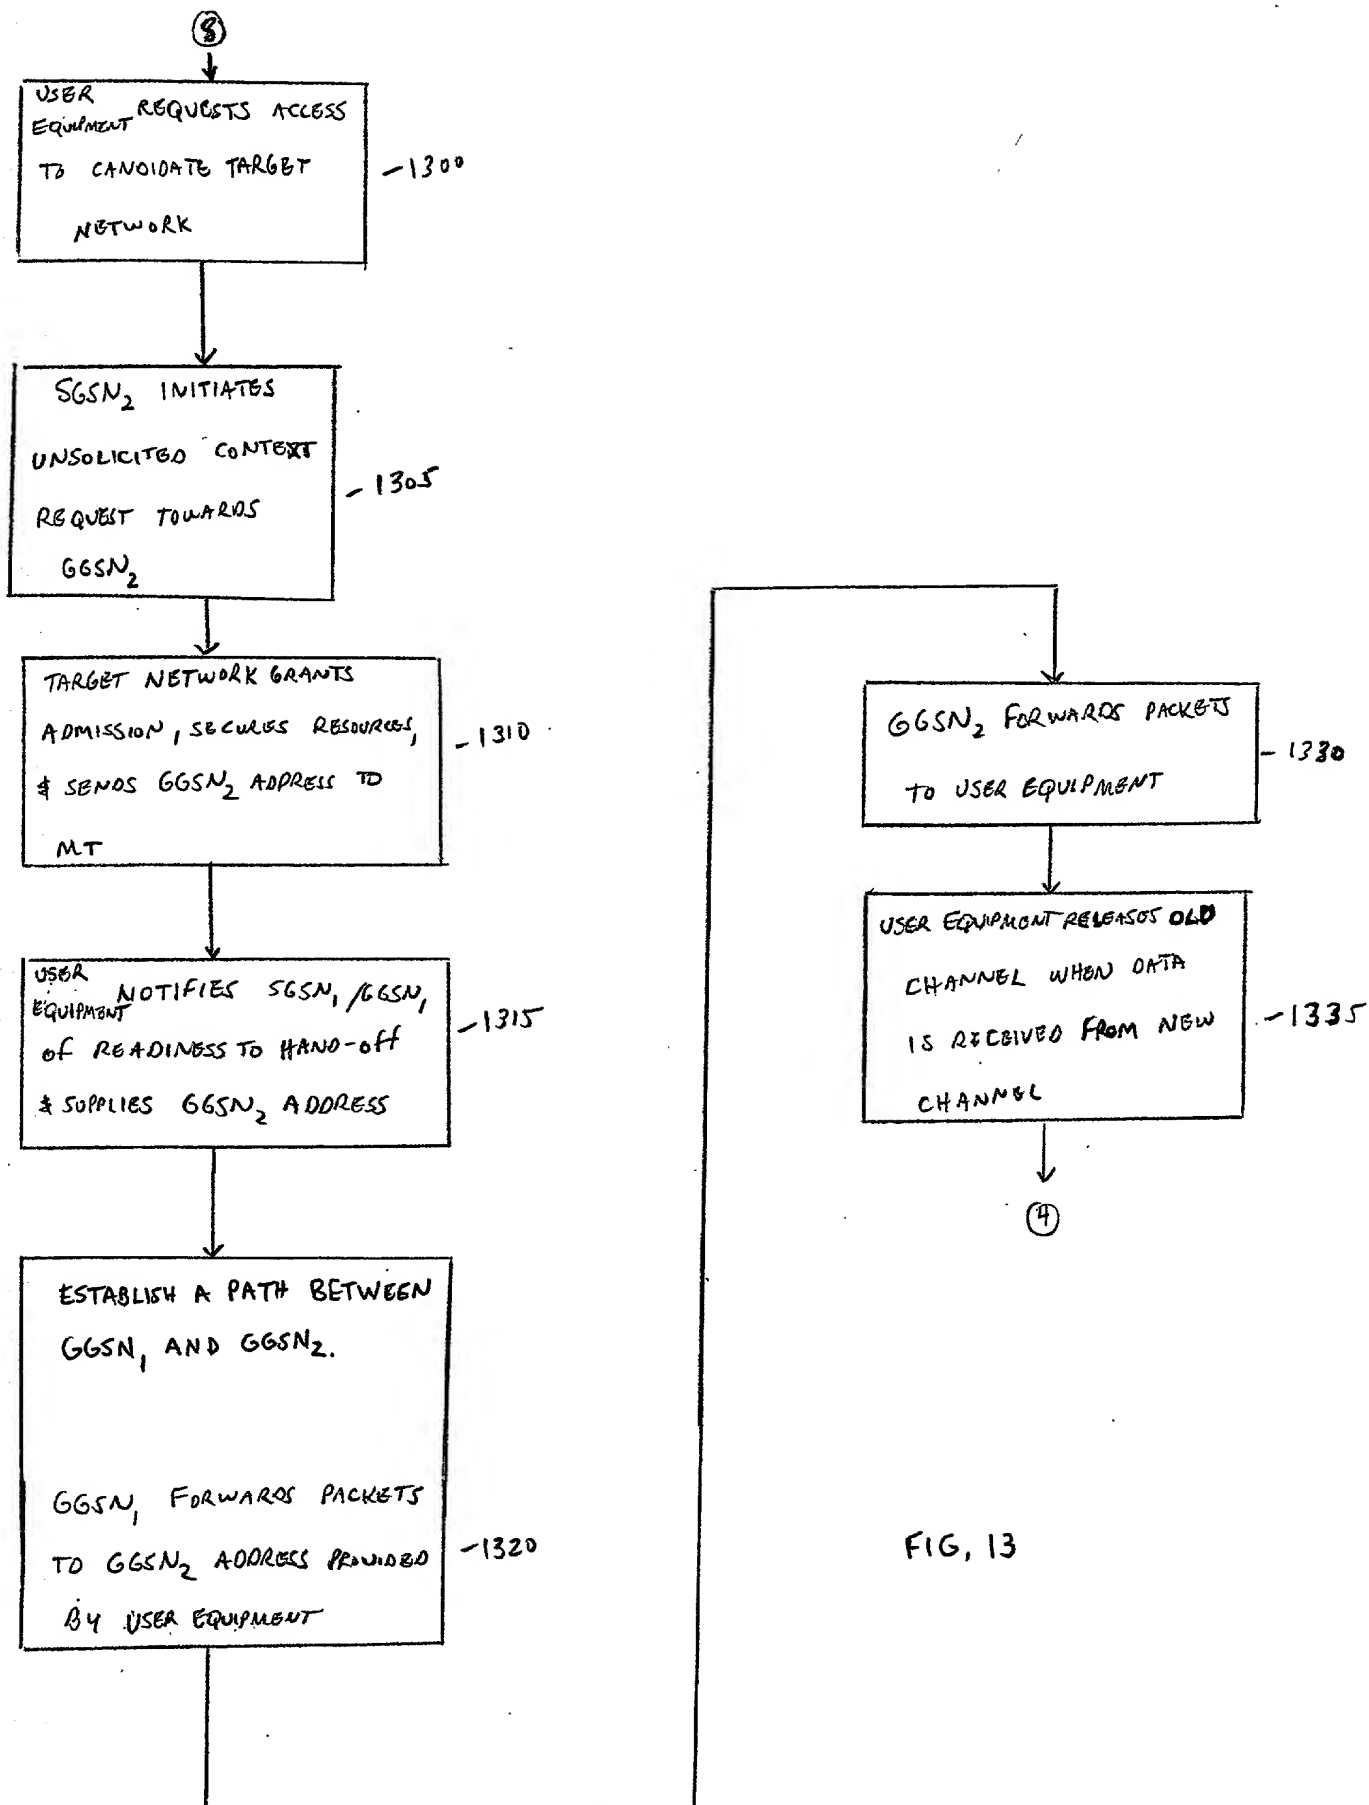 8
USER
EQUIPMENT REQUESTS ACCESS
TO CANDIDATE TARGET
NETWORK
-1300
SGSN2 INITIATES
UNSOLICITED CONTEXT
REQUEST TOWARDS
GGSN2
-1305
TARGET NETWORK GRANTS
ADMISSION, SECURES RESOURCES,
& SENDS GGSN2 ADDRESS TO
MT
-1310
USER
EQUIPMENT NOTIFIES SGSN1/GGSN1
of READINESS TO HAND-off
& SUPPLIES GGSN2 ADDRESS
-1315
ESTABLISH A PATH BETWEEN
GGSN1 AND GGSN2.
GGSN1 FORWARDS PACKETS
TO GGSN2 ADDRESS PROVIDED
BY USER EQUIPMENT
-1320
GGSN2 FORWARDS PACKETS
TO USER EQUIPMENT
-1330
USER EQUIPMENT RELEASES OLD
CHANNEL WHEN DATA
IS RECEIVED FROM NEW
CHANNEL
-1335
4
FIG. 13